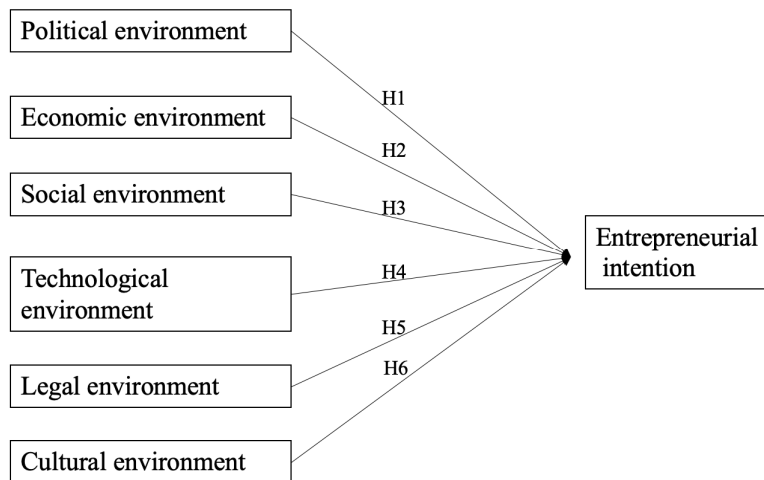 Political environment
H1
Economic environment
H2
Social environment
H3
Entrepreneurial
intention
Technological
environment
H4
H5
Legal environment
H6
Cultural environment